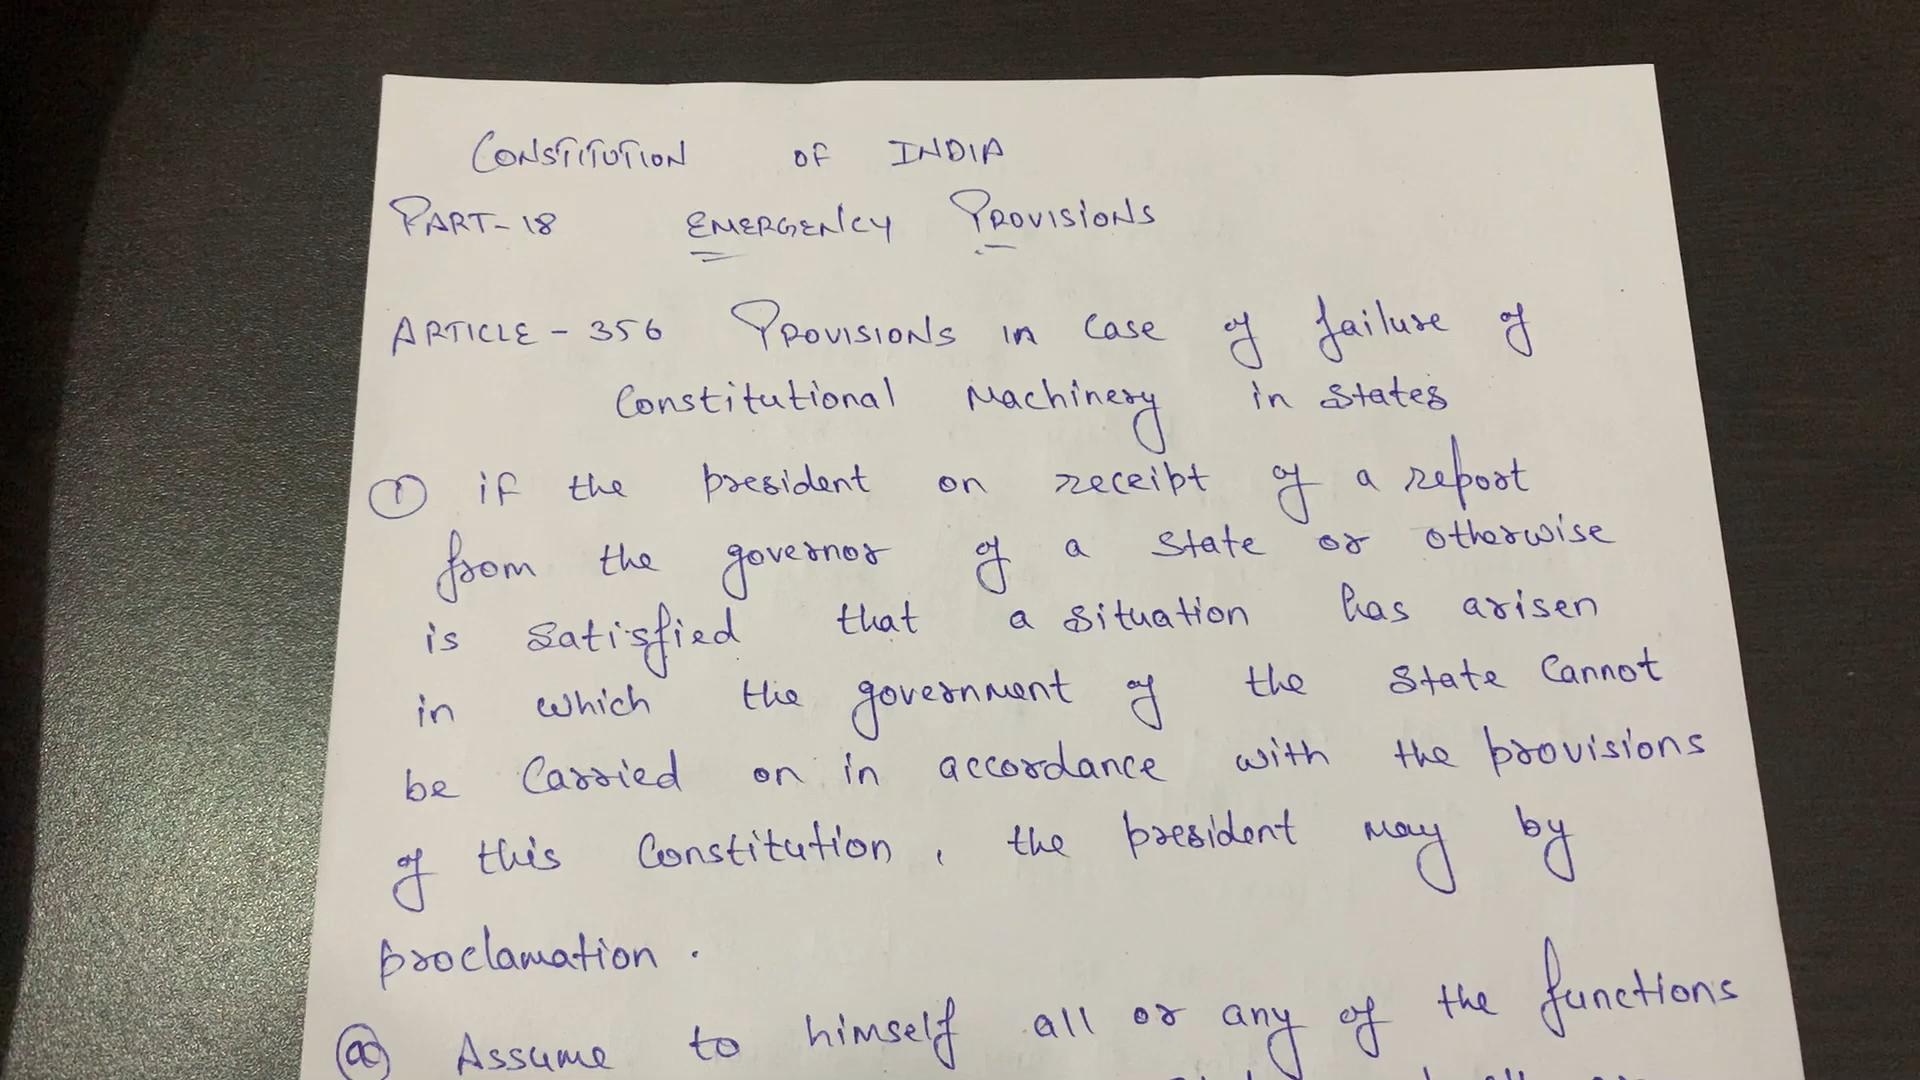 CONSTITUTION OF INDIA
PART-18 EMERGENCY PROVISIONS
ARTICLE - 356 PROVISIONS in Case of failure of
Constitutional Machinery in States
① if the president on receipt of a report
from the governor of a State or otherwise
is satisfied that a situation has arisen
in which the government of the State Cannot
be Carried on in accordance with the provisions
of this Constitution, the president may by
proclamation.
ⓐ Assume to himself all or any of the functions